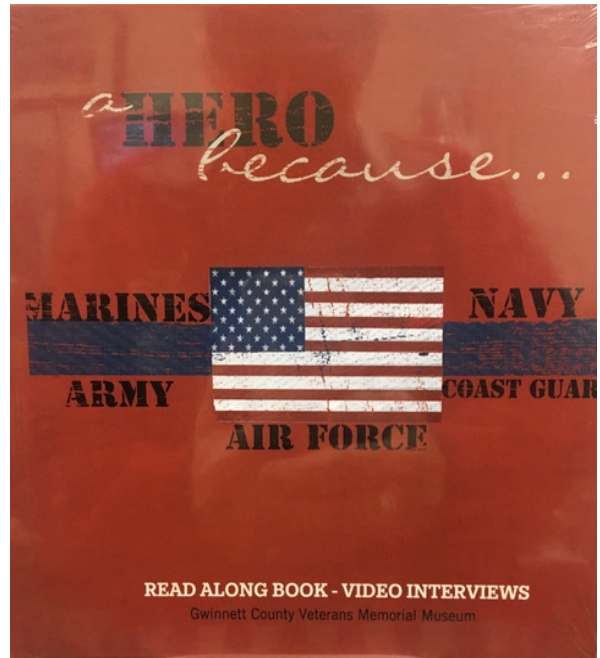 a HERO
because...
MARINES NAVY
ARMY COAST GUAR
AIR FORCE
READ ALONG BOOK - VIDEO INTERVIEWS
Gwinnett County Veterans Memorial Museum